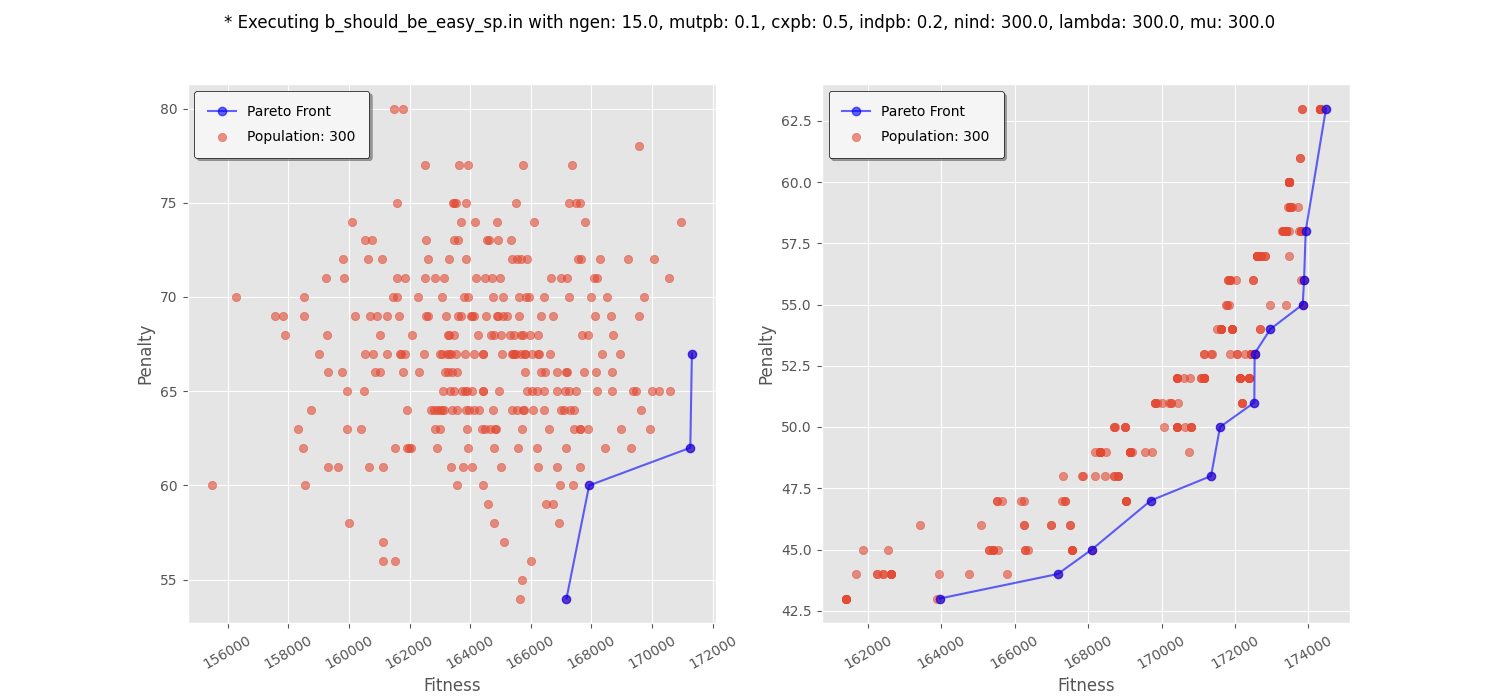 * Executing b_should_be_easy_sp.in with ngen: 15.0, mutpb: 0.1, cxpb: 0.5, indpb: 0.2, nind: 300.0, lambda: 300.0, mu: 300.0
Pareto Front
Population: 300
80
75
70
65
60
55
Penalty
156000 158000 160000 162000 164000 166000 168000 170000 172000
Fitness
Pareto Front
Population: 300
62.5
60.0
57.5
55.0
52.5
50.0
47.5
45.0
42.5
Penalty
162000 164000 166000 168000 170000 172000 174000
Fitness